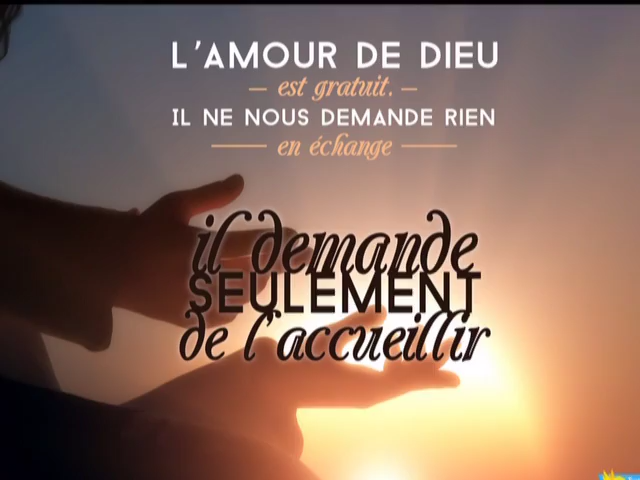 L'AMOUR DE DIEU
– est gratuit. –
IL NE NOUS DEMANDE RIEN
en échange
il demande
SEULEMENT
de l'accueillir